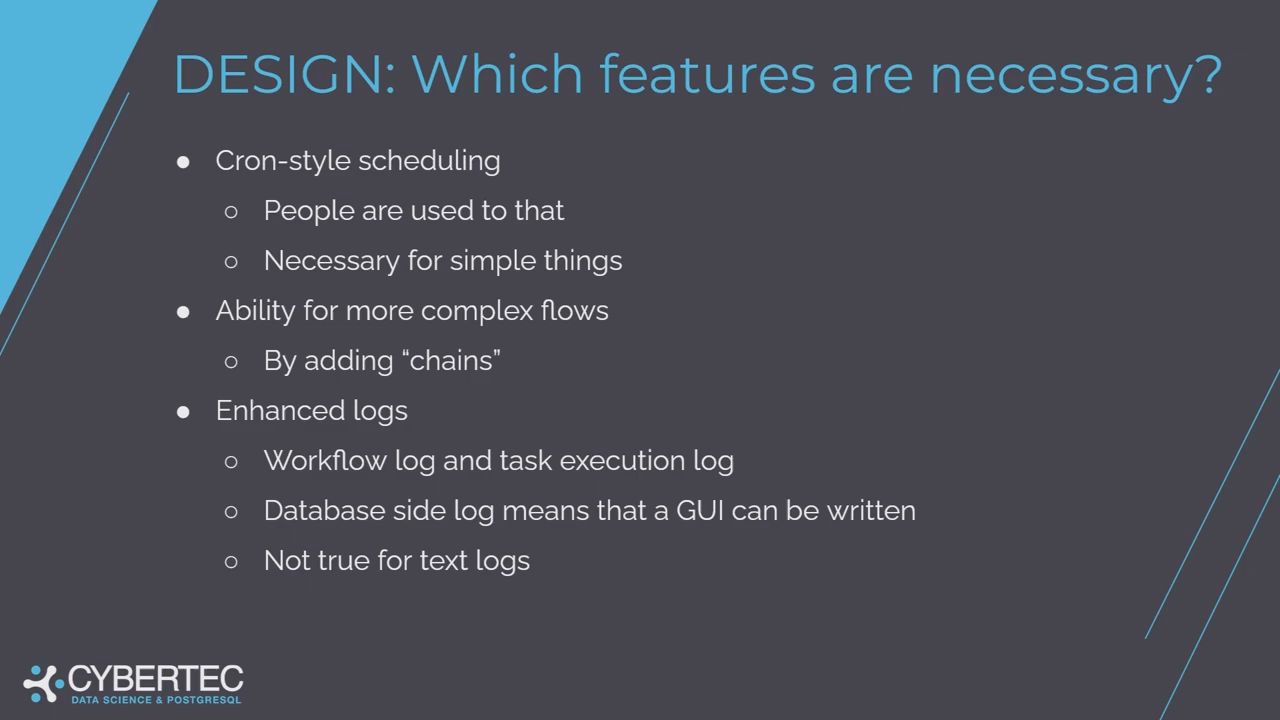 DESIGN: Which features are necessary?
● Cron-style scheduling
○ People are used to that
○ Necessary for simple things
● Ability for more complex flows
○ By adding “chains”
● Enhanced logs
○ Workflow log and task execution log
○ Database side log means that a GUI can be written
○ Not true for text logs
CYBERTEC
DATA SCIENCE & POSTGRESQL